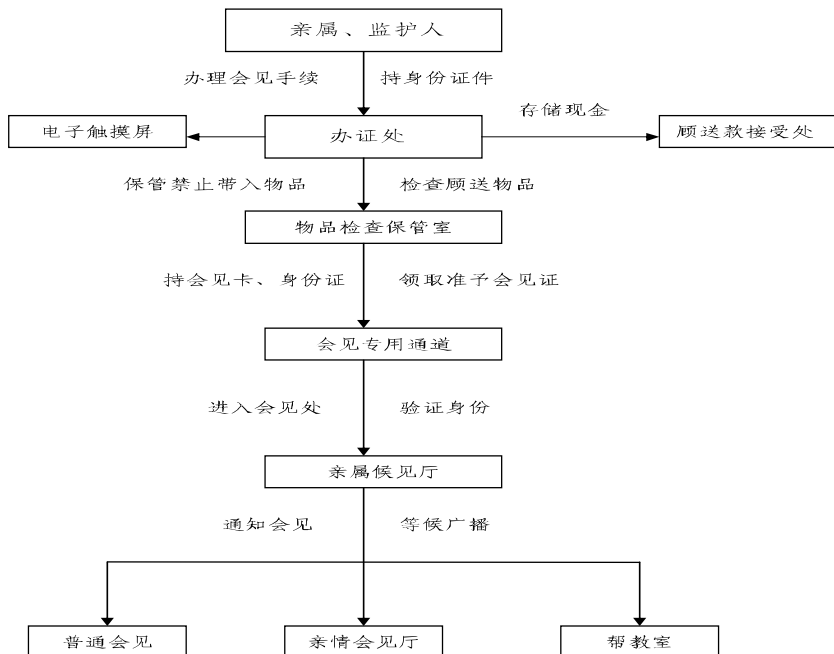 亲属、监护人
办理会见手续 持身份证件
存储现金
电子触摸屏 办证处 顾送款接受处
保管禁止带入物品 检查顾送物品
物品检查保管室
持会见卡、身份证 领取准予会见证
会见专用通道
进入会见处 验证身份
亲属候见厅
通知会见 等候广播
普通会见 亲情会见厅 帮教室